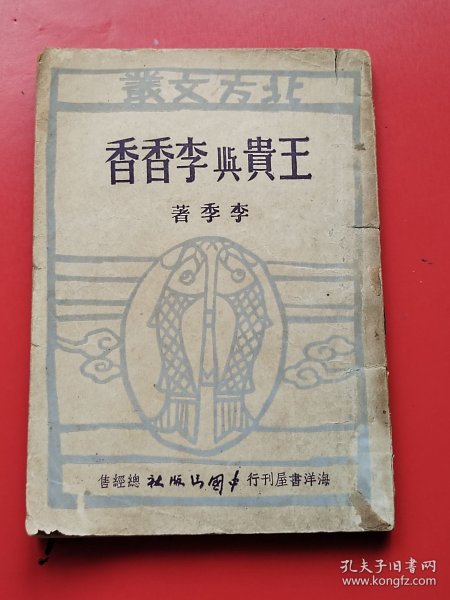 北方文叢
王貴與李香香
李季著
海洋書屋刊行 中國出版社 總經售
孔夫子旧书网
www.kongfz.com